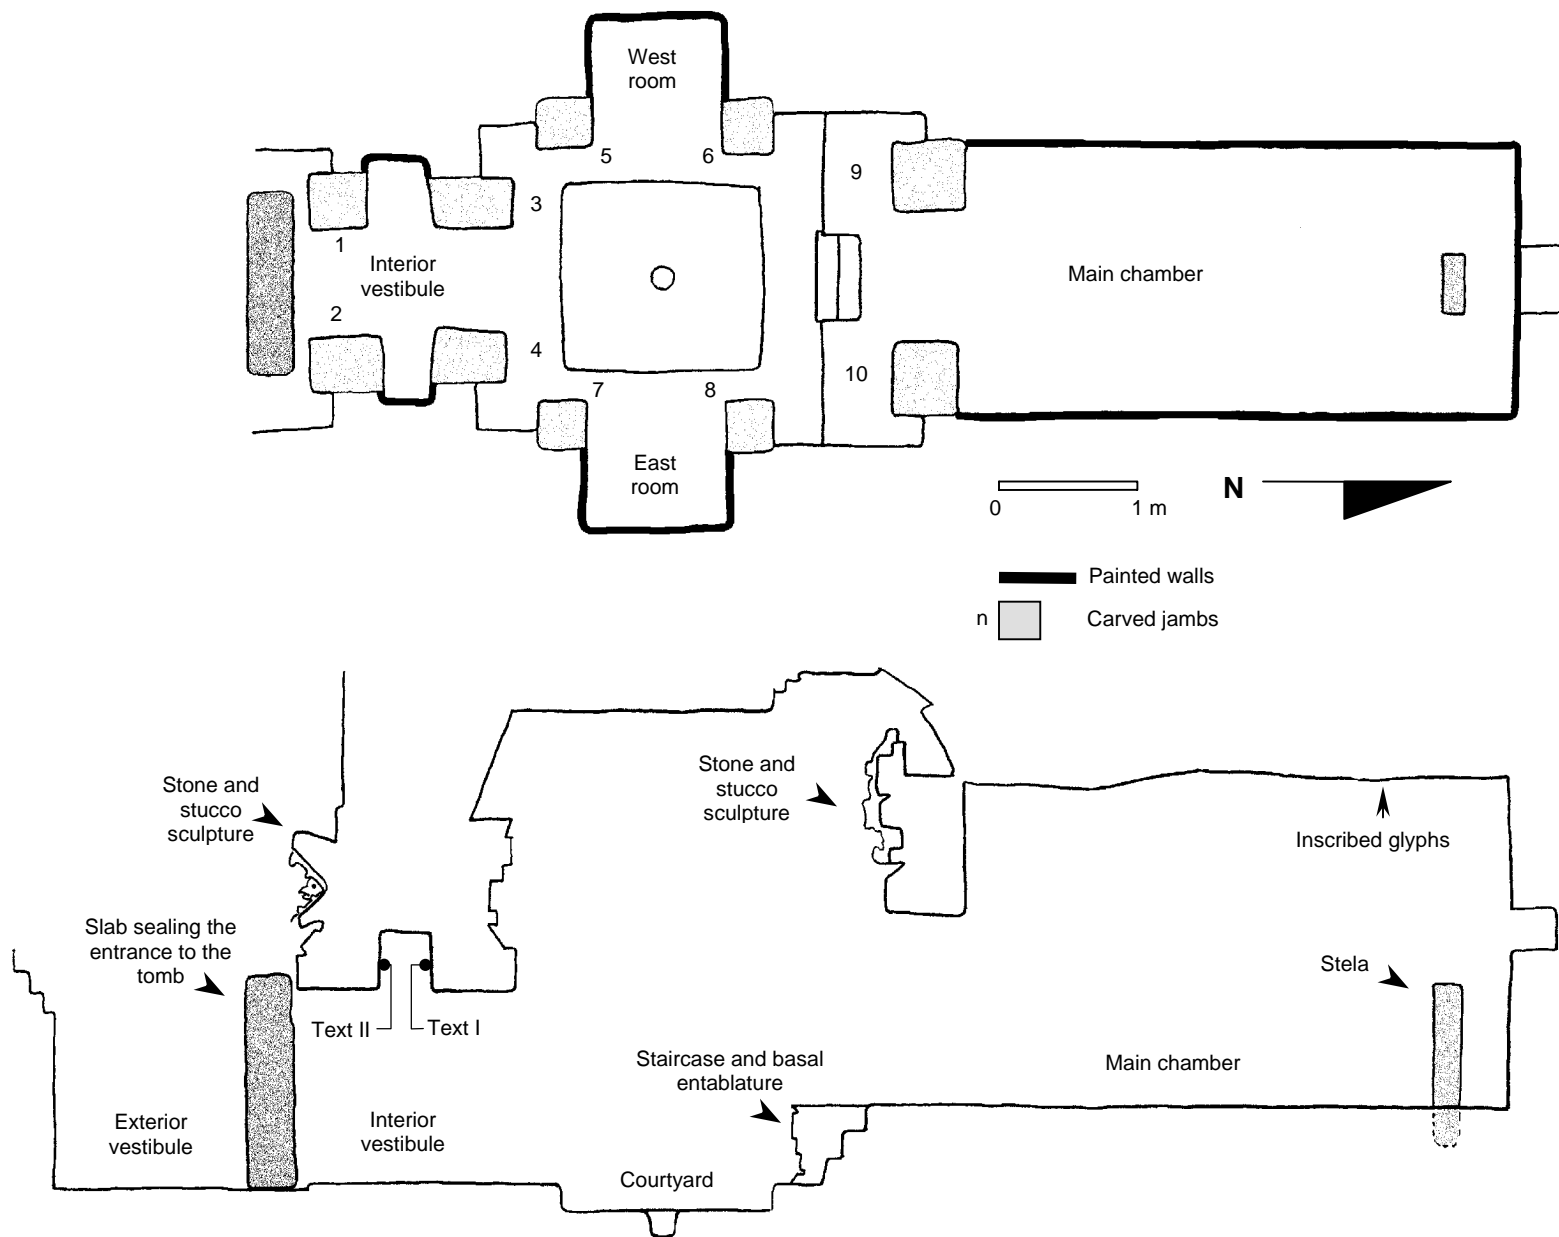 West
room
5
6
9
3
1
Interior
vestibule
Main chamber
2
4
7
8
10
East
room
N
0
1 m
Painted walls
n
Carved jambs
Stone and
stucco
sculpture
Stone and
stucco
sculpture
Inscribed glyphs
Slab sealing the
entrance to the
tomb
Stela
Text II
Text I
Staircase and basal
entablature
Main chamber
Exterior
vestibule
Interior
vestibule
Courtyard